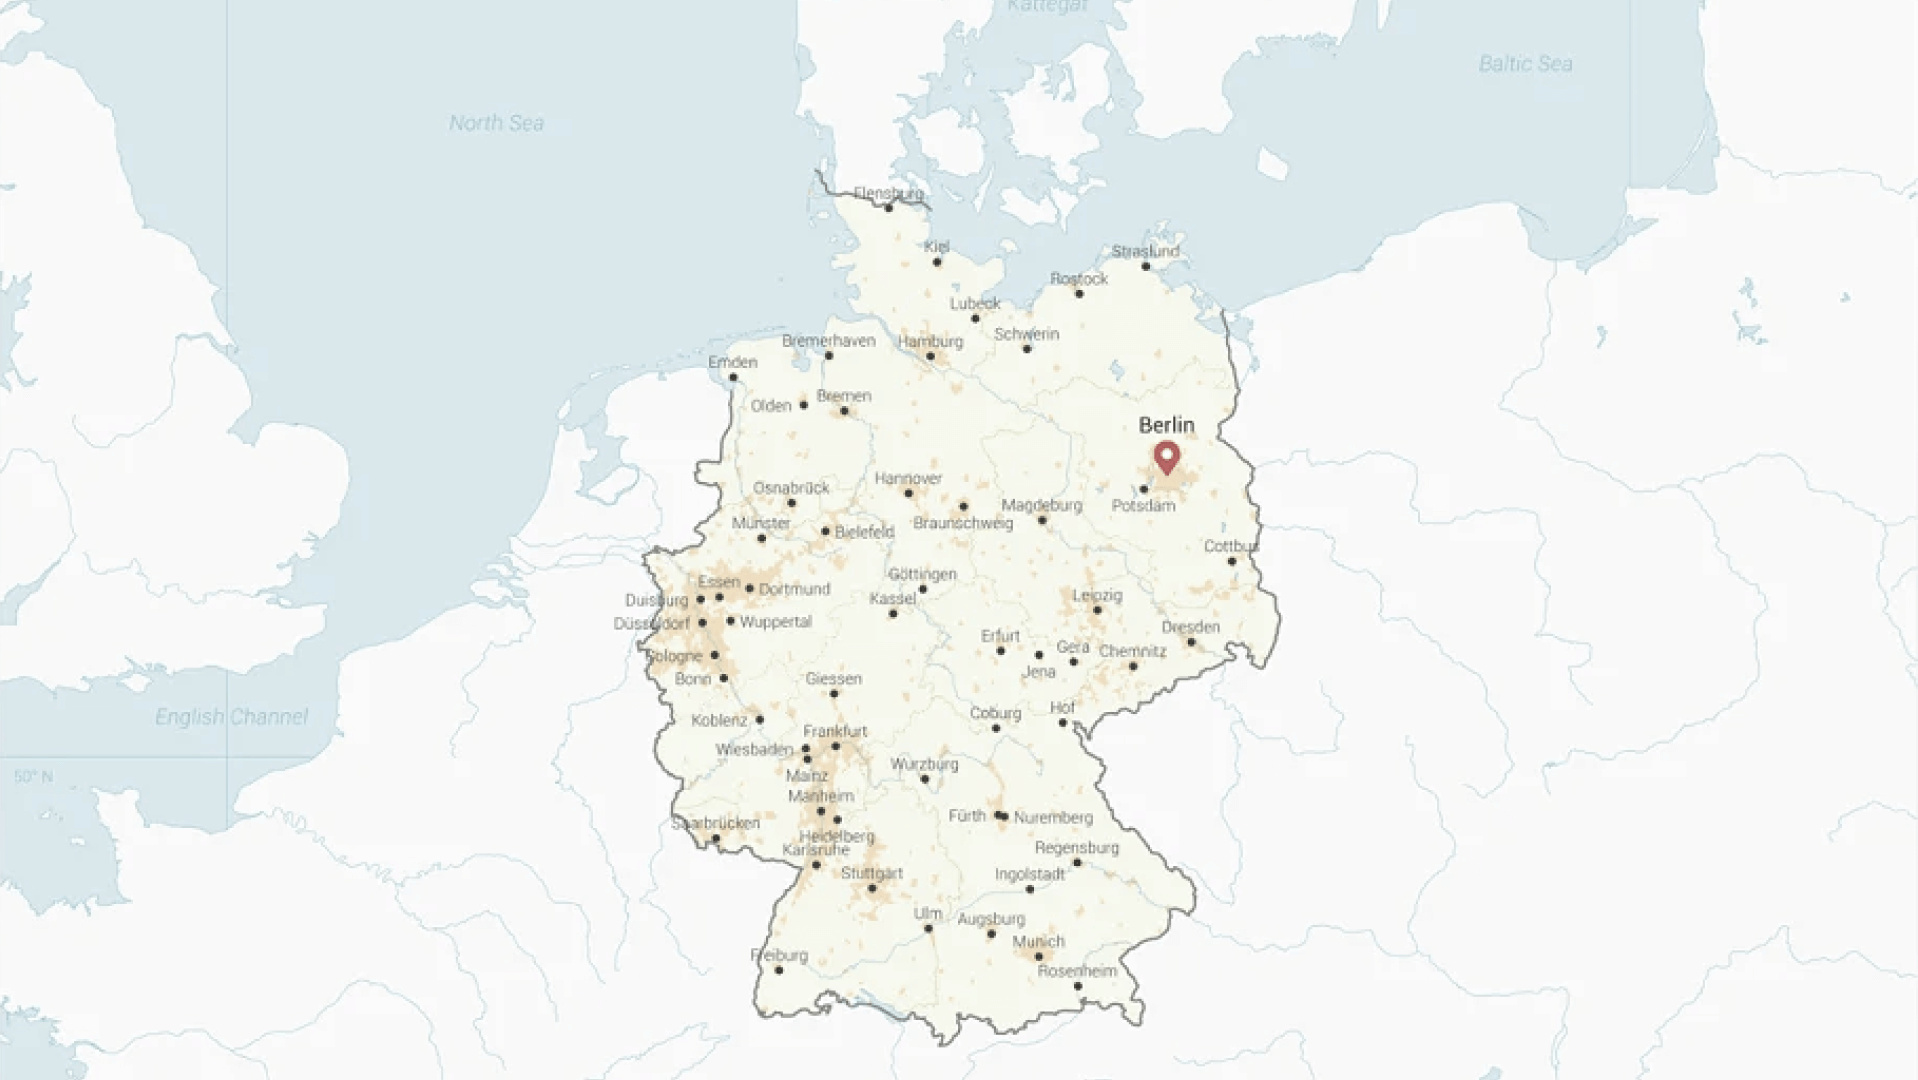 Kattegat
Baltic Sea
North Sea
Flensburg
Kiel
Straslund
Rostock
Lubeck
Schwerin
Bremerhaven
Hamburg
Emden
Olden
Bremen
Berlin
Osnabrück
Hannover
Magdeburg
Potsdam
Munster
Bielefeld
Braunschweig
Cottbus
Essen
Dortmund
Göttingen
Duisburg
Kassel
Leipzig
Düsseldorf
Wuppertal
Erfurt
Dresden
Cologne
Gera
Chemnitz
Bonn
Giessen
Jena
English Channel
Koblenz
Coburg
Hof
Frankfurt
Wiesbaden
Wurzburg
50° N
Mainz
Manheim
Saarbrücken
Fürth
Nuremberg
Heidelberg
Karlsruhe
Regensburg
Stuttgart
Ingolstadt
Ulm
Augsburg
Munich
Freiburg
Rosenheim